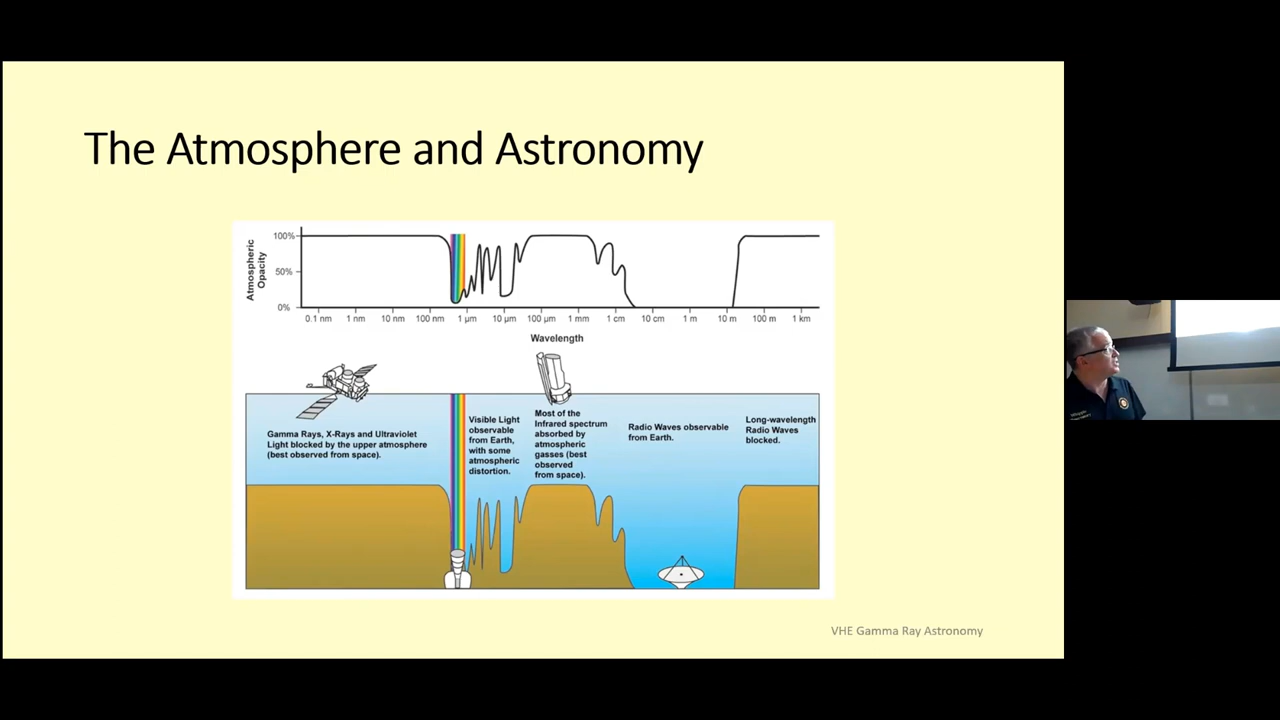 The Atmosphere and Astronomy
Atmospheric
Opacity
100%
50%
0%
0.1 nm 1 nm 10 nm 100 nm 1 μm 10 μm 100 μm 1 mm 1 cm 10 cm 1 m 10 m 100 m 1 km
Wavelength
Gamma Rays, X-Rays and Ultraviolet
Light blocked by the upper atmosphere
(best observed from space).
Visible Light
observable
from Earth,
with some
atmospheric
distortion.
Most of the
Infrared spectrum
absorbed by
atmospheric
gasses (best
observed
from space).
Radio Waves observable
from Earth.
Long-wavelength
Radio Waves
blocked.
VHE Gamma Ray Astronomy